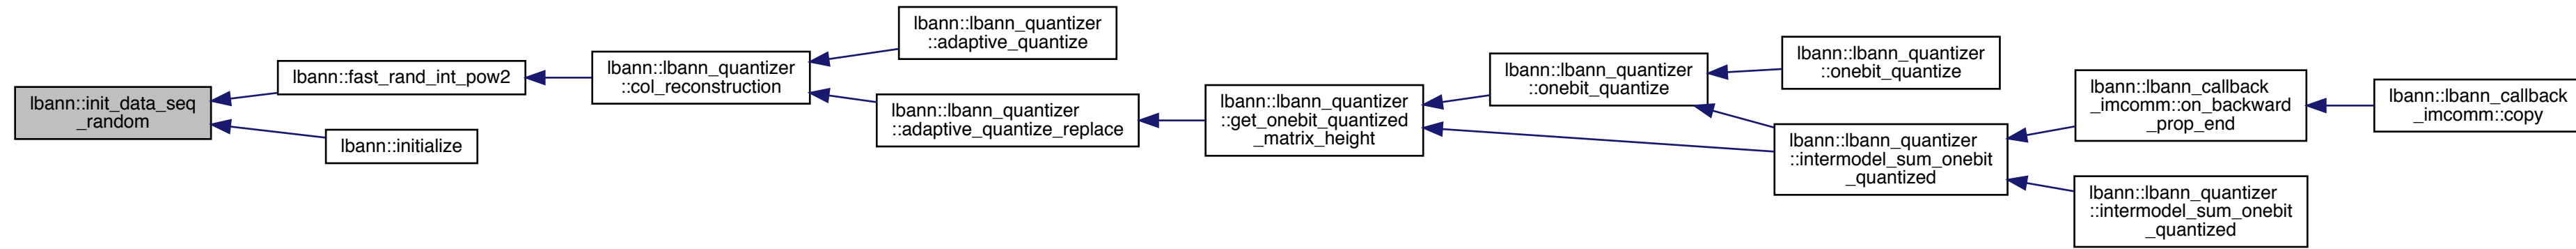 lbann::init_data_seq
_random
lbann::fast_rand_int_pow2
lbann::initialize
lbann::lbann_quantizer
::col_reconstruction
lbann::lbann_quantizer
::adaptive_quantize
lbann::lbann_quantizer
::adaptive_quantize_replace
lbann::lbann_quantizer
::get_onebit_quantized
_matrix_height
lbann::lbann_quantizer
::onebit_quantize
lbann::lbann_quantizer
::onebit_quantize
lbann::lbann_quantizer
::intermodel_sum_onebit
_quantized
lbann::lbann_callback
_imcomm::on_backward
_prop_end
lbann::lbann_quantizer
::intermodel_sum_onebit
_quantized
lbann::lbann_callback
_imcomm::copy